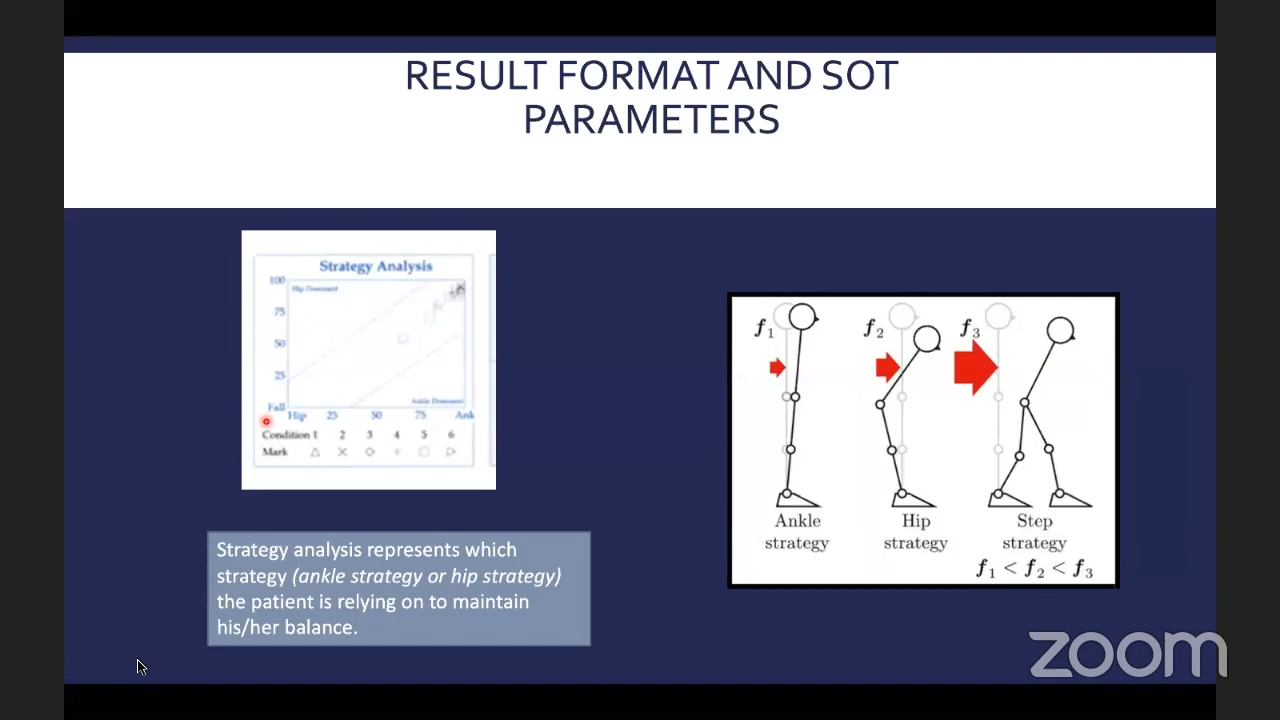 RESULT FORMAT AND SOT
PARAMETERS
Strategy Analysis
100
Hip Dominant
75
50
25
Ankle Dominant
Fall
Hip 25 50 75 Ank
Condition 1 2 3 4 5 6
Mark
Strategy analysis represents which
strategy (ankle strategy or hip strategy)
the patient is relying on to maintain
his/her balance.
f1 f2 f3
Ankle
strategy
Hip
strategy
Step
strategy
f1 < f2 < f3
zoom